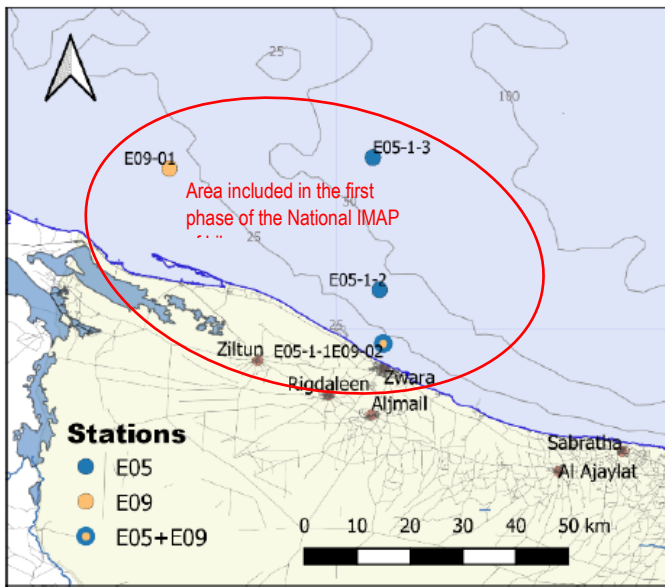 25
100
E09-01
E05-1-3
Area included in the first
phase of the National IMAP
25
E05-1-2
25
Ziltun
E05-1-1E09-02
Zwara
Rigdaleen
Aljmail
Stations
Sabratha
E05
Al Ajaylat
E09
E05+E09
0 10 20 30 40 50 km